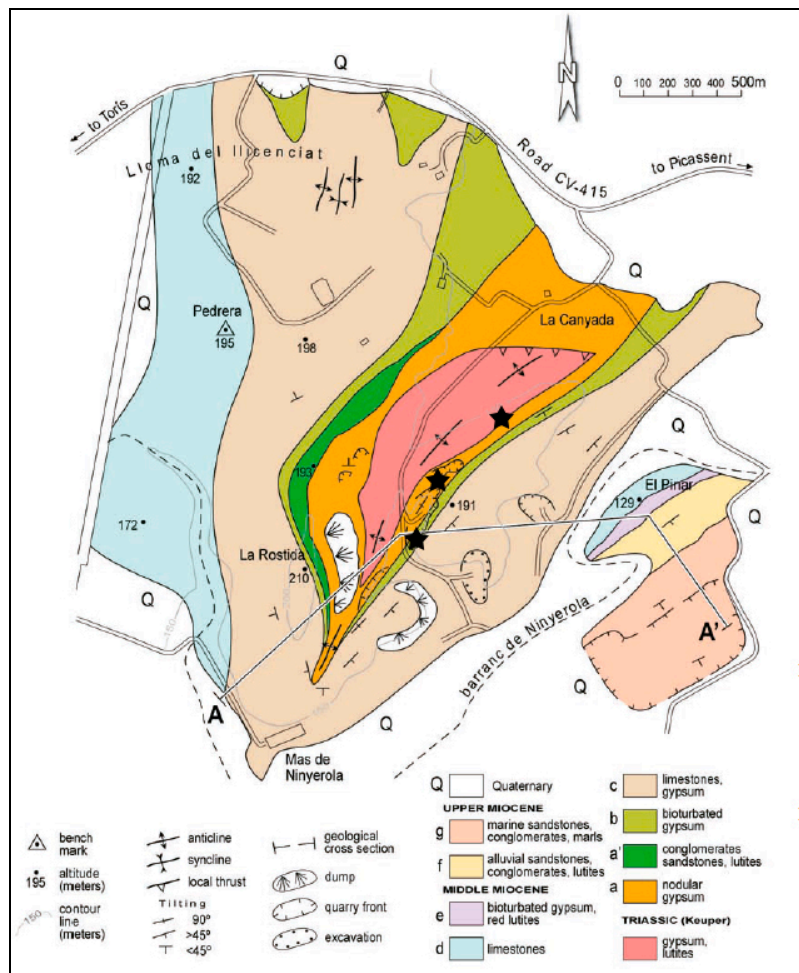 Q
N
0 100 200 300 400 500m
to Torís
Lloma del llicenciat
192
Road CV-415
to Picassent
Q
Q
Pedrera
195
198
La Canyada
193
191
El Pinar
129
172
La Rostida
210
200
Q
Q
150
A
A'
barranc de Ninyerola
Q
150
Q
Mas de
Ninyerola
bench
mark
195
altitude
(meters)
150
contour
line
(meters)
anticline
syncline
local thrust
Tilting
90º
>45º
<45º
geological
cross section
dump
quarry front
excavation
Q Quaternary
UPPER MIOCENE
g marine sandstones,
conglomerates, marls
f alluvial sandstones,
conglomerates, lutites
MIDDLE MIOCENE
e bioturbated gypsum,
red lutites
d limestones
c limestones,
gypsum
b bioturbated
gypsum
a' conglomerates
sandstones, lutites
a nodular
gypsum
TRIASSIC (Keuper)
gypsum,
lutites